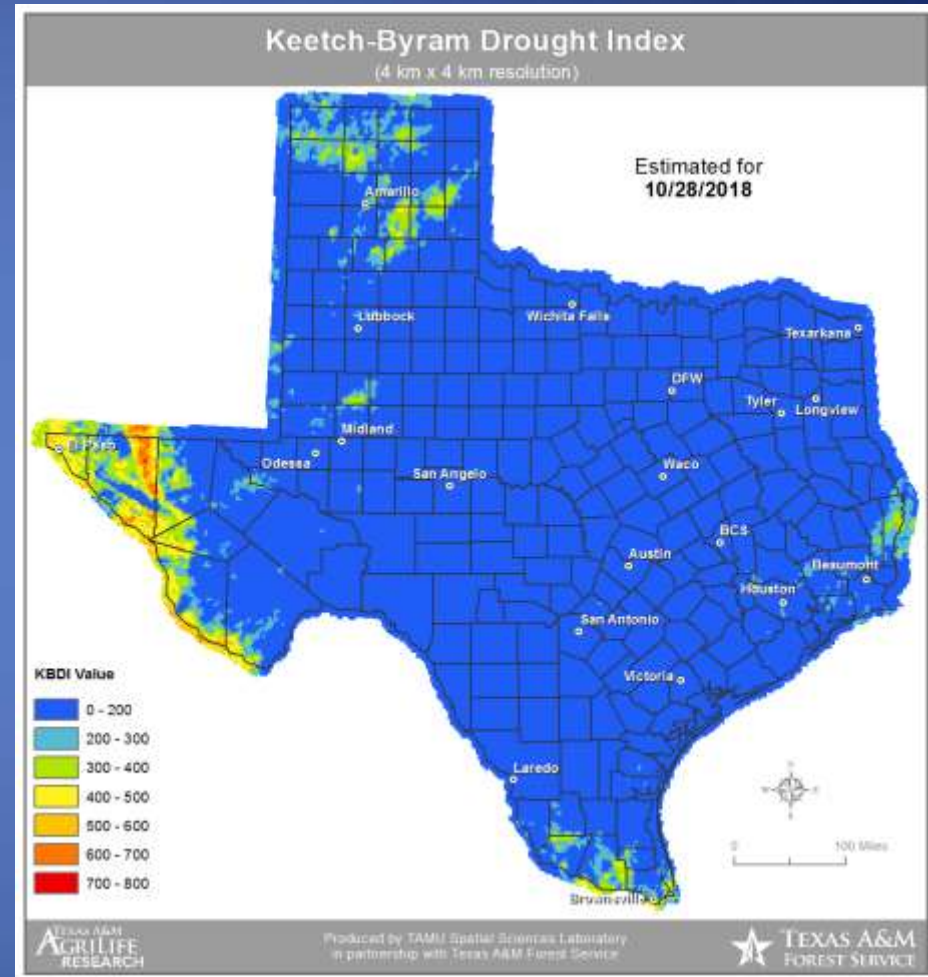 Keetch-Byram Drought Index
(4 km x 4 km resolution)
Estimated for
10/28/2018
Amarillo
Lubbock
Wichita Falls
Texarkana
DFW
Tyler
Longview
Midland
El Paso
Odessa
San Angelo
Waco
BCS
Austin
Beaumont
Houston
San Antonio
Victoria
KBDI Value
0 - 200
200 - 300
300 - 400
400 - 500
500 - 600
600 - 700
700 - 800
Laredo
Brownsville
0 100 Miles
TEXAS A&M
AGRILIFE
RESEARCH
Produced by TAMU Spatial Sciences Laboratory
in partnership with Texas A&M Forest Service
TEXAS A&M
FOREST SERVICE